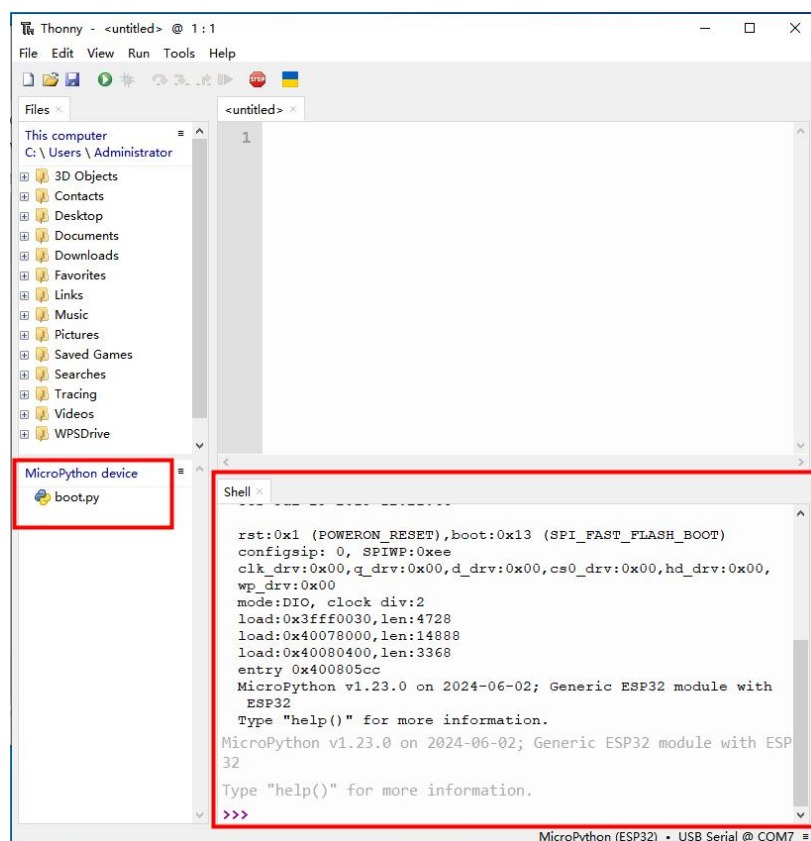 Thonny - <untitled> @ 1:1
File Edit View Run Tools Help
STOP
Files
This computer
C: \ Users \ Administrator
3D Objects
Contacts
Desktop
Documents
Downloads
Favorites
Links
Music
Pictures
Saved Games
Searches
Tracing
Videos
WPSDrive
MicroPython device
boot.py
<untitled>
1
Shell
rst:0x1 (POWERON_RESET),boot:0x13 (SPI_FAST_FLASH_BOOT)
configsip: 0, SPIWP:0xee
clk_drv:0x00,q_drv:0x00,d_drv:0x00,cs0_drv:0x00,hd_drv:0x00,
wp_drv:0x00
mode:DIO, clock div:2
load:0x3fff0030,len:4728
load:0x40078000,len:14888
load:0x40080400,len:3368
entry 0x400805cc
MicroPython v1.23.0 on 2024-06-02; Generic ESP32 module with
ESP32
Type "help()" for more information.
MicroPython v1.23.0 on 2024-06-02; Generic ESP32 module with ESP
32
Type "help()" for more information.
>>>
MicroPython (ESP32) • USB Serial @ COM7